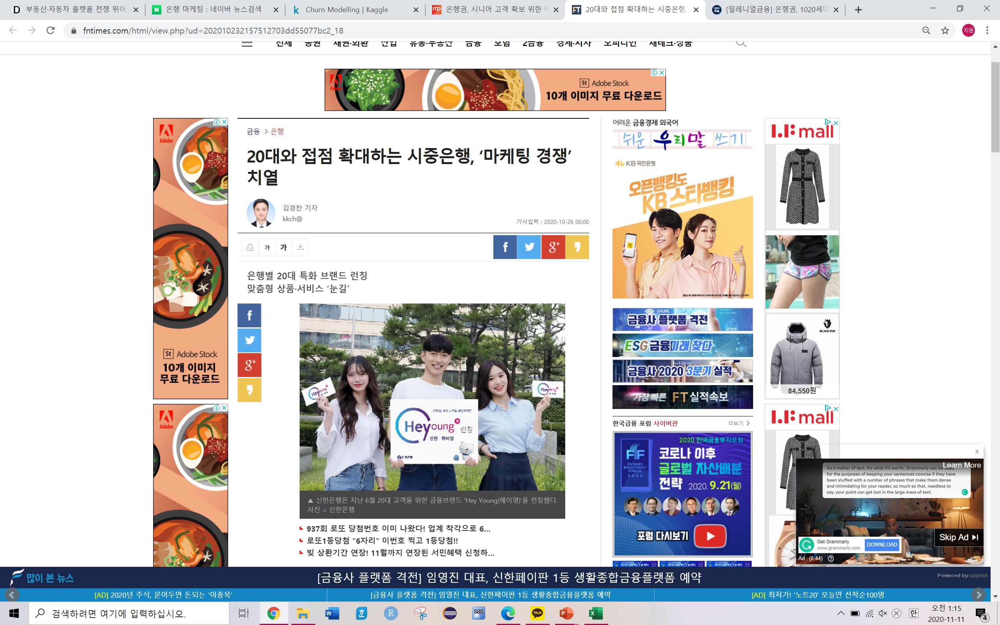 부동산·자동차 플랫폼 전쟁 뛰어
은행 마케팅 : 네이버 뉴스검색
Churn Modelling | Kaggle
은행권, 시니어 고객 확보 위한
20대와 접점 확대하는 시중은행,
[밀레니얼금융] 은행권, 1020세대
fntimes.com/html/view.php?ud=202010232157512703dd55077bc2_18
지원
전체 증권 채권·외환 산업 유통·부동산 금융 보험 2금융 경제·시사 오피니언 재테크·상품
Adobe
St Adobe Stock
10개 이미지 무료 다운로드
Adobe
St Adobe Stock
10개 이미지
무료 다운로드
Adobe
금융 > 은행
20대와 접점 확대하는 시중은행, ‘마케팅 경쟁’
치열
김경찬 기자
kkch@
기사입력 : 2020-10-26 00:00
가 가
은행별 20대 특화 브랜드 런칭
맞춤형 상품·서비스 ‘눈길’
Heyoung 런칭
신한 헤이영
신한은행
▲ 신한은행은 지난 6월 20대 고객을 위한 금융브랜드 ‘Hey Young(헤이영)’을 런칭했다.
사진 = 신한은행
937회 로또 당첨번호 이미 나왔다! 업계 착각으로 6...
로또1등당첨 "6자리" 이번호 찍고 1등당첨!!
빚 상환기간 연장! 11월까지 연장된 서민혜택 신청하...
어려운 금융경제 외국어
쉬운 우리말 쓰기
KB 국민은행
오픈뱅킹도
KB 스타뱅킹
ONLINE
금융사 플랫폼 격전
ESG 금융미래 찾다
금융사 2020 3분기 실적
가장 빠른 FT 실적속보
한국금융 포럼 사이버관
더보기 >
2020 한국금융투자포럼
FIF
FNTIMES
INVESTMENT
FORUM
2020
코로나 이후
글로벌 자산배분
전략 2020. 9.21(월)
포럼 다시보기
LF mall
BLACKYAK
84,550원
LF mall
x
Learn More
As a matter of fact, for what it's worth, Grammarly can be used
for the purposes of keeping your sentences concise if they have
been stuffed with a number of phrases that make them dense
and intimidating for your reader, so much so that, needless to
say, your point can get lost in the large mass of text.
Skip Ad
Get Grammarly
www.grammarly.com
DOWNLOAD
Ad : (0:44)
많이 본 뉴스
[금융사 플랫폼 격전] 임영진 대표, 신한페이판 1등 생활종합금융플랫폼 예약
Powered by adpnut
[AD] 2020년 주식, 묻어두면 돈되는 '이종목'
[금융사 플랫폼 격전] 임영진 대표, 신한페이판 1등 생활종합금융플랫폼 예약
[AD] 최저가! '노트20' 오늘만 선착순100명
검색하려면 여기에 입력하십시오.
한
오전 1:15
2020-11-11
4